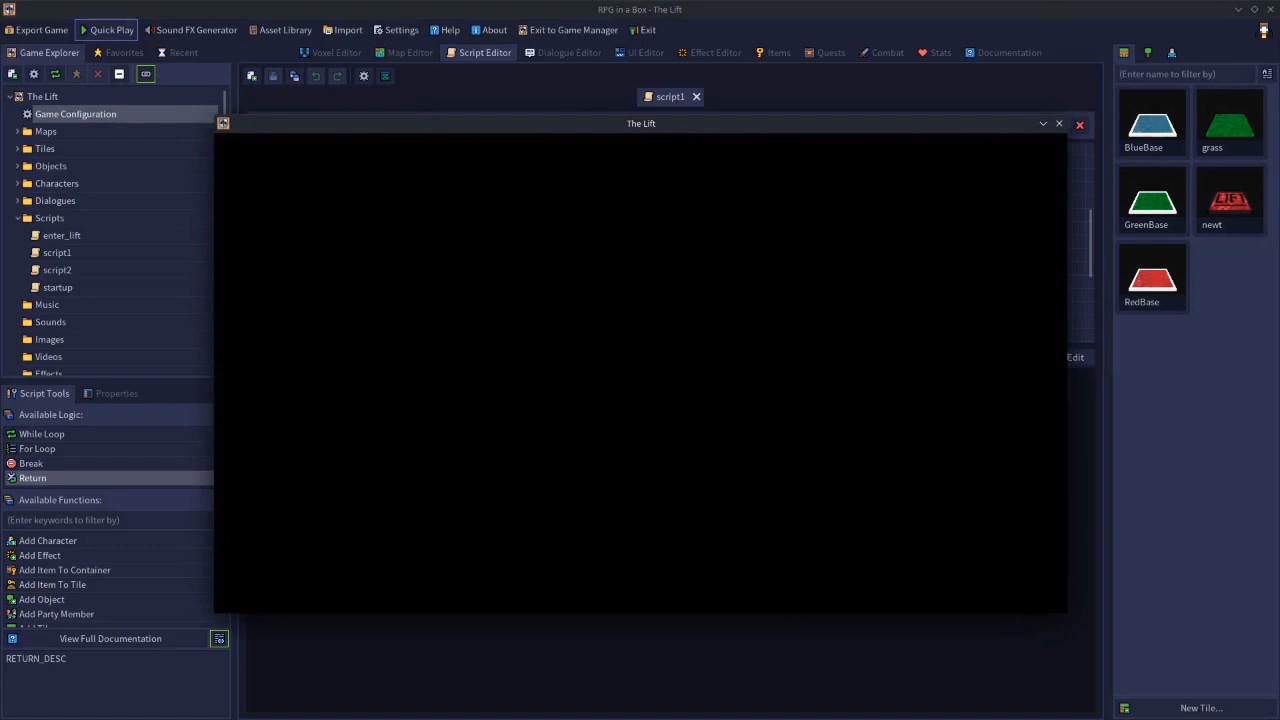 RPG in a Box - The Lift
Export Game Quick Play Sound FX Generator Asset Library Import Settings Help About Exit to Game Manager Exit
Game Explorer Favorites Recent Voxel Editor Map Editor Script Editor Dialogue Editor UI Editor Effect Editor Items Quests Combat Stats Documentation
(Enter name to filter by)
The Lift
script1
Game Configuration
The Lift
Maps
Tiles
Objects
Characters
Dialogues
Scripts
enter_lift
script1
script2
startup
Music
Sounds
Images
Videos
Effects
BlueBase grass
GreenBase LIFT newt
RedBase
Edit
Script Tools Properties
Available Logic:
While Loop
For Loop
Break
Return
Available Functions:
(Enter keywords to filter by)
Add Character
Add Effect
Add Item To Container
Add Item To Tile
Add Object
Add Party Member
View Full Documentation
RETURN_DESC
New Tile...